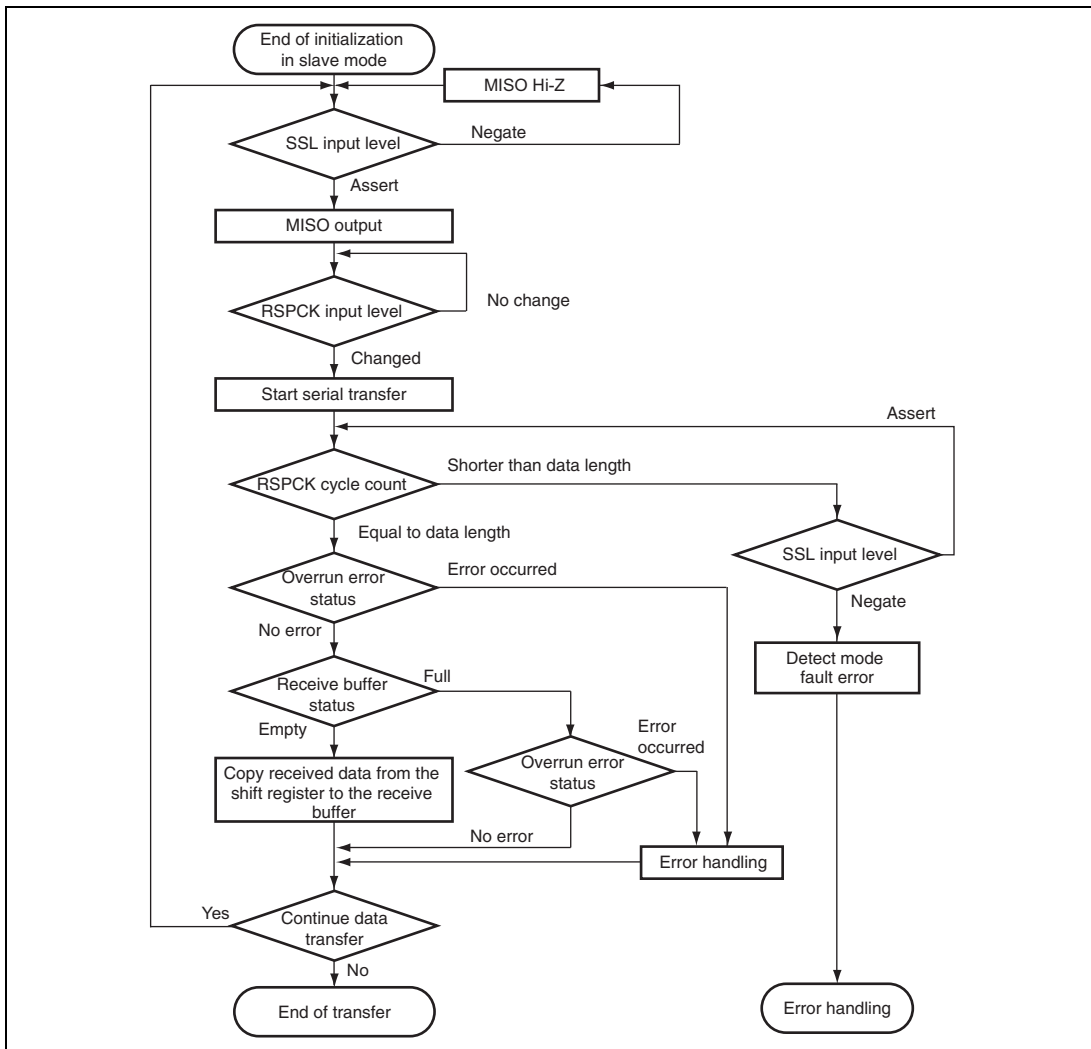 End of initialization
in slave mode
MISO Hi-Z
SSL input level
Negate
Assert
MISO output
RSPCK input level
No change
Changed
Start serial transfer
Assert
RSPCK cycle count
Shorter than data length
Equal to data length
SSL input level
Overrun error
status
Error occurred
Negate
No error
Detect mode
fault error
Receive buffer
status
Full
Empty
Error
occurred
Overrun error
status
Copy received data from the
shift register to the receive
buffer
No error
Error handling
Yes
Continue data
transfer
No
End of transfer
Error handling